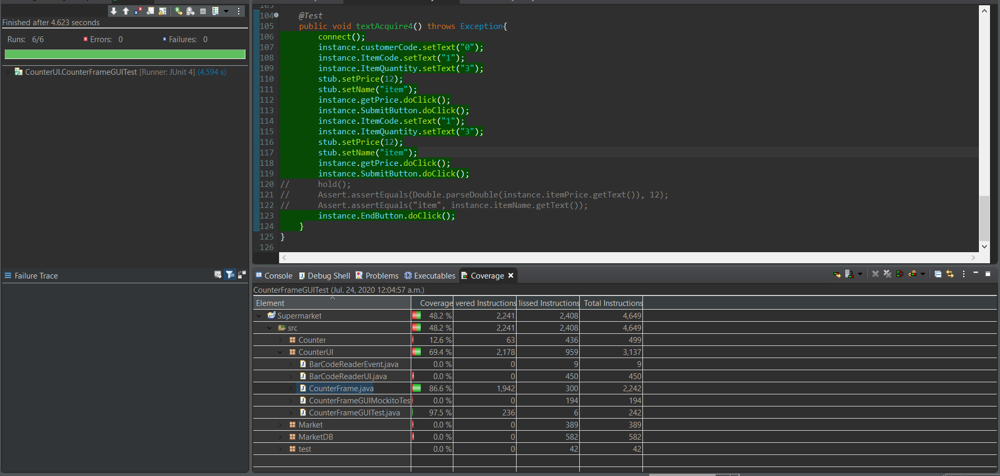 Finished after 4.623 seconds
Runs: 6/6 Errors: 0 Failures: 0
CounterUI.CounterFrameGUITest [Runner: JUnit 4] (4.594 s)
Failure Trace
103
104 @Test
105 public void textAcquire4() throws Exception{
106 connect();
107 instance.customerCode.setText("0");
108 instance.ItemCode.setText("1");
109 instance.ItemQuantity.setText("3");
110 stub.setPrice(12);
111 stub.setName("item");
112 instance.getPrice.doClick();
113 instance.SubmitButton.doClick();
114 instance.ItemCode.setText("1");
115 instance.ItemQuantity.setText("3");
116 stub.setPrice(12);
117 stub.setName("item");
118 instance.getPrice.doClick();
119 instance.SubmitButton.doClick();
120 // hold();
121 // Assert.assertEquals(Double.parseDouble(instance.itemPrice.getText()), 12);
122 // Assert.assertEquals("item", instance.itemName.getText());
123 instance.EndButton.doClick();
124 }
125 }
126
Console Debug Shell Problems Executables Coverage
CounterFrameGUITest (Jul. 24, 2020 12:04:57 a.m.)
Element Coverage vered Instructions lissed Instructions Total Instructions
Supermarket 48.2 % 2,241 2,408 4,649
src 48.2 % 2,241 2,408 4,649
Counter 12.6 % 63 436 499
CounterUI 69.4 % 2,178 959 3,137
BarCodeReaderEvent.java 0.0 % 0 9 9
BarCodeReaderUI.java 0.0 % 0 450 450
CounterFrame.java 86.6 % 1,942 300 2,242
CounterFrameGUIMockitoTes 0.0 % 0 194 194
CounterFrameGUITest.java 97.5 % 236 6 242
Market 0.0 % 0 389 389
MarketDB 0.0 % 0 582 582
test 0.0 % 0 42 42